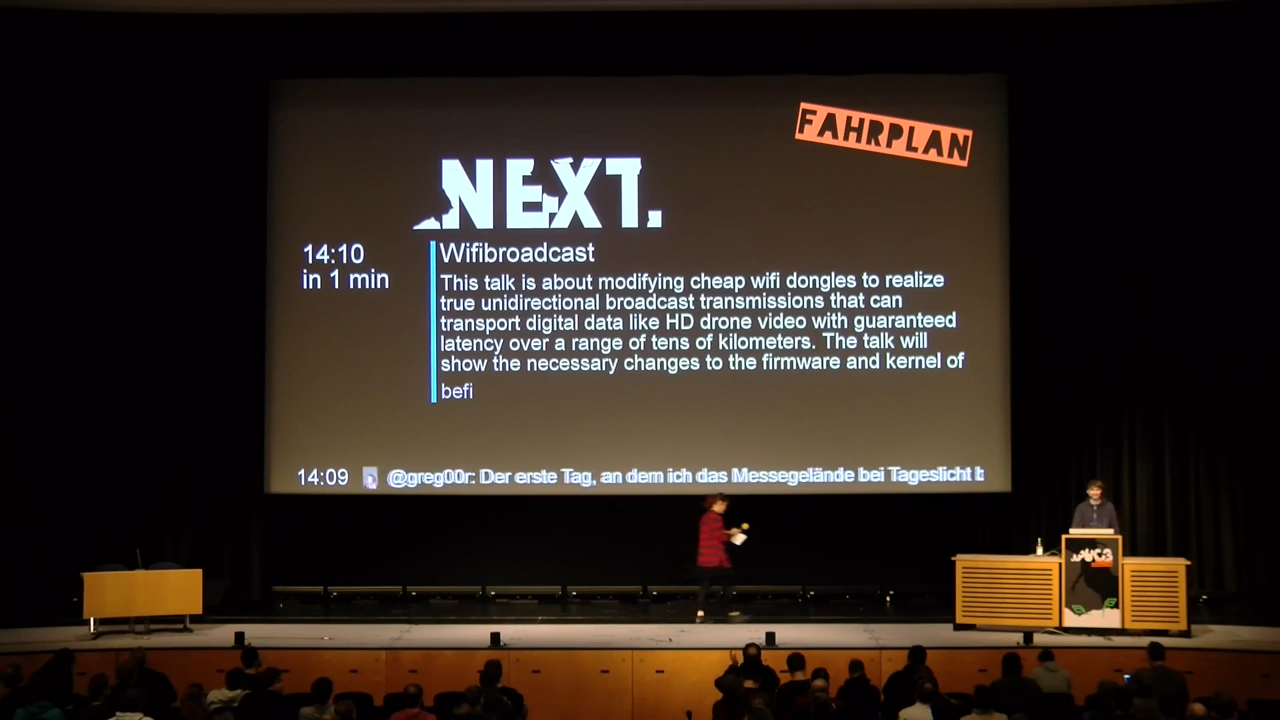 FAHRPLAN
.NEXT.
14:10
in 1 min
Wifibroadcast
This talk is about modifying cheap wifi dongles to realize
true unidirectional broadcast transmissions that can
transport digital data like HD drone video with guaranteed
latency over a range of tens of kilometers. The talk will
show the necessary changes to the firmware and kernel of
befi
14:09 @greg00r: Der erste Tag, an dem ich das Messegelände bei Tageslicht